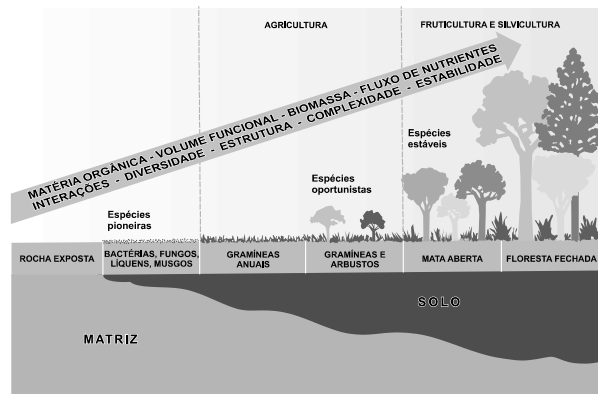 AGRICULTURA
FRUTICULTURA E SILVICULTURA
MATÉRIA ORGÂNICA - VOLUME FUNCIONAL - BIOMASSA - FLUXO DE NUTRIENTES
INTERAÇÕES - DIVERSIDADE - ESTRUTURA - COMPLEXIDADE - ESTABILIDADE
Espécies
estáveis
Espécies
oportunistas
Espécies
pioneiras
ROCHA EXPOSTA
BACTÉRIAS, FUNGOS,
LÍQUENS, MUSGOS
GRAMÍNEAS
ANUAIS
GRAMÍNEAS E
ARBUSTOS
MATA ABERTA
FLORESTA FECHADA
SOLO
MATRIZ